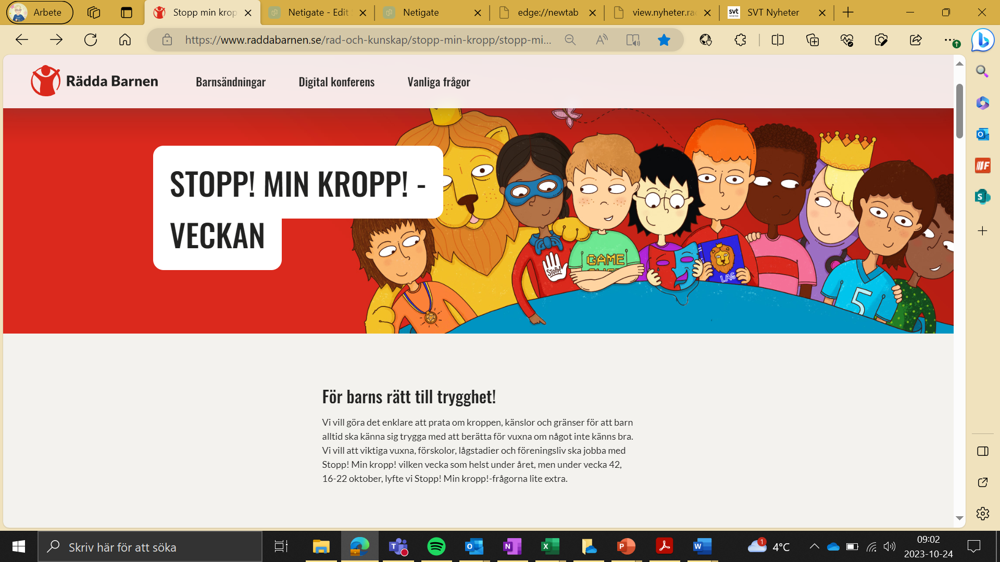 Arbete
Stopp min krop
Netigate - Edit
Netigate
edge://newtab
view.nyheter.ra
SVT Nyheter
https://www.raddabarnen.se/rad-och-kunskap/stopp-min-kropp/stopp-mi...
Rädda Barnen
Barnsändningar
Digital konferens
Vanliga frågor
STOPP! MIN KROPP! -
VECKAN
STOPP!
GAME
LAG
5
För barns rätt till trygghet!
Vi vill göra det enklare att prata om kroppen, känslor och gränser för att barn
alltid ska känna sig trygga med att berätta för vuxna om något inte känns bra.
Vi vill att viktiga vuxna, förskolor, lågstadier och föreningsliv ska jobba med
Stopp! Min kropp! vilken vecka som helst under året, men under vecka 42,
16-22 oktober, lyfte vi Stopp! Min kropp!-frågorna lite extra.
Skriv här för att söka
1
4°C
09:02
2023-10-24